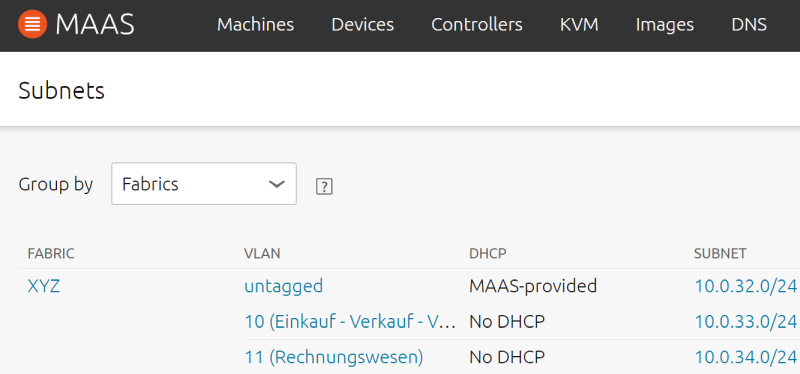 MAAS Machines Devices Controllers KVM Images DNS
Subnets
Group by Fabrics ?
FABRIC VLAN DHCP SUBNET
XYZ untagged MAAS-provided 10.0.32.0/24
10 (Einkauf - Verkauf - V... No DHCP 10.0.33.0/24
11 (Rechnungswesen) No DHCP 10.0.34.0/24